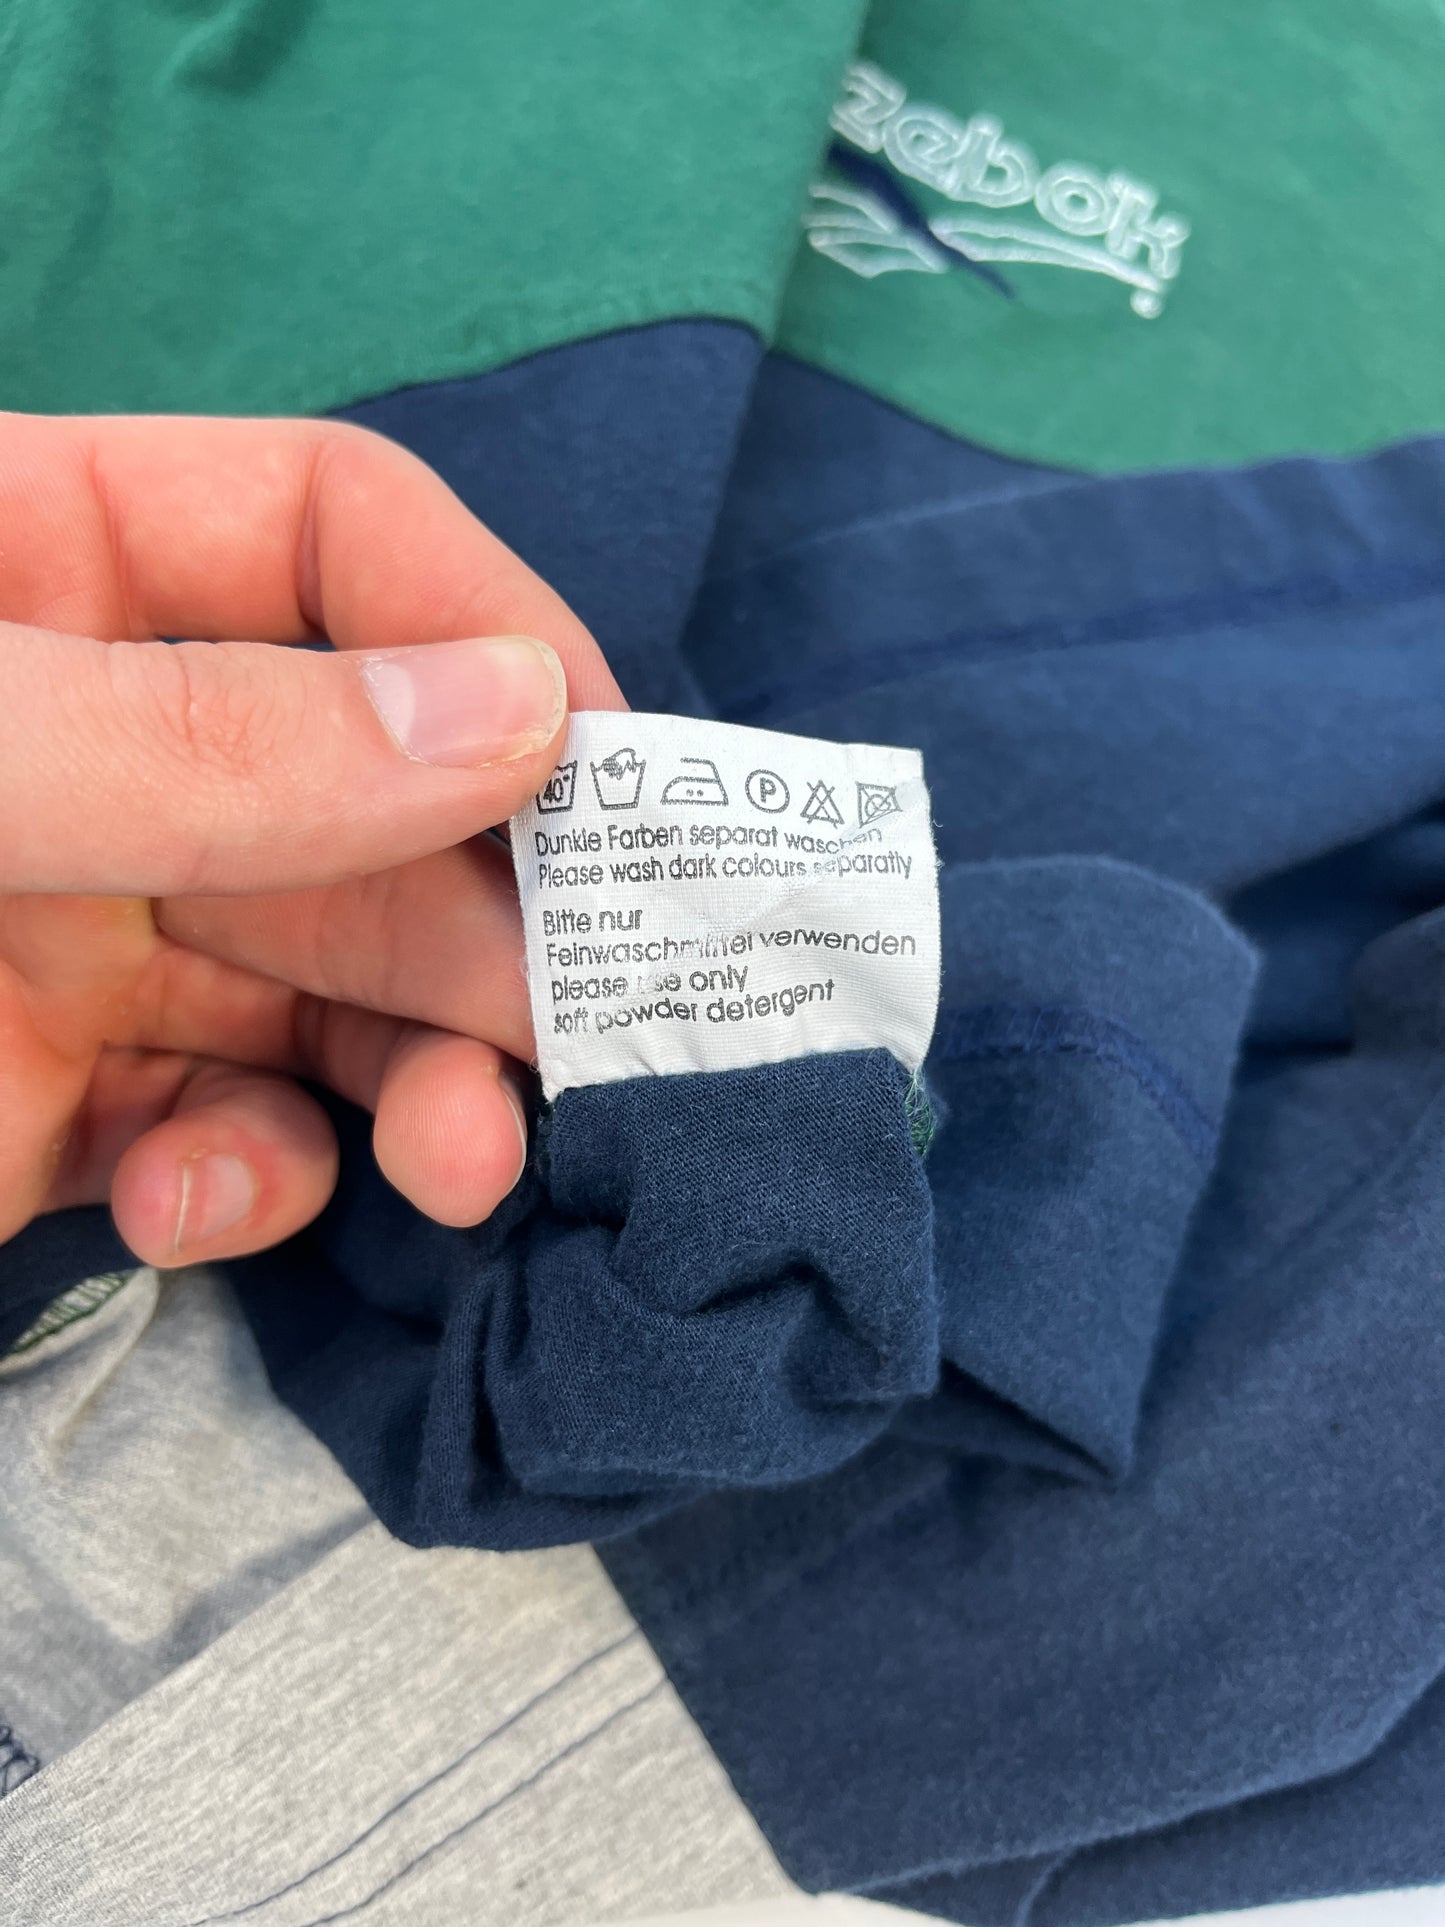 Reebok
40°
P
Dunkle Farben separat waschen
Please wash dark colours separatly
Bitte nur
Feinwaschmittel verwenden
please use only
soft powder detergent